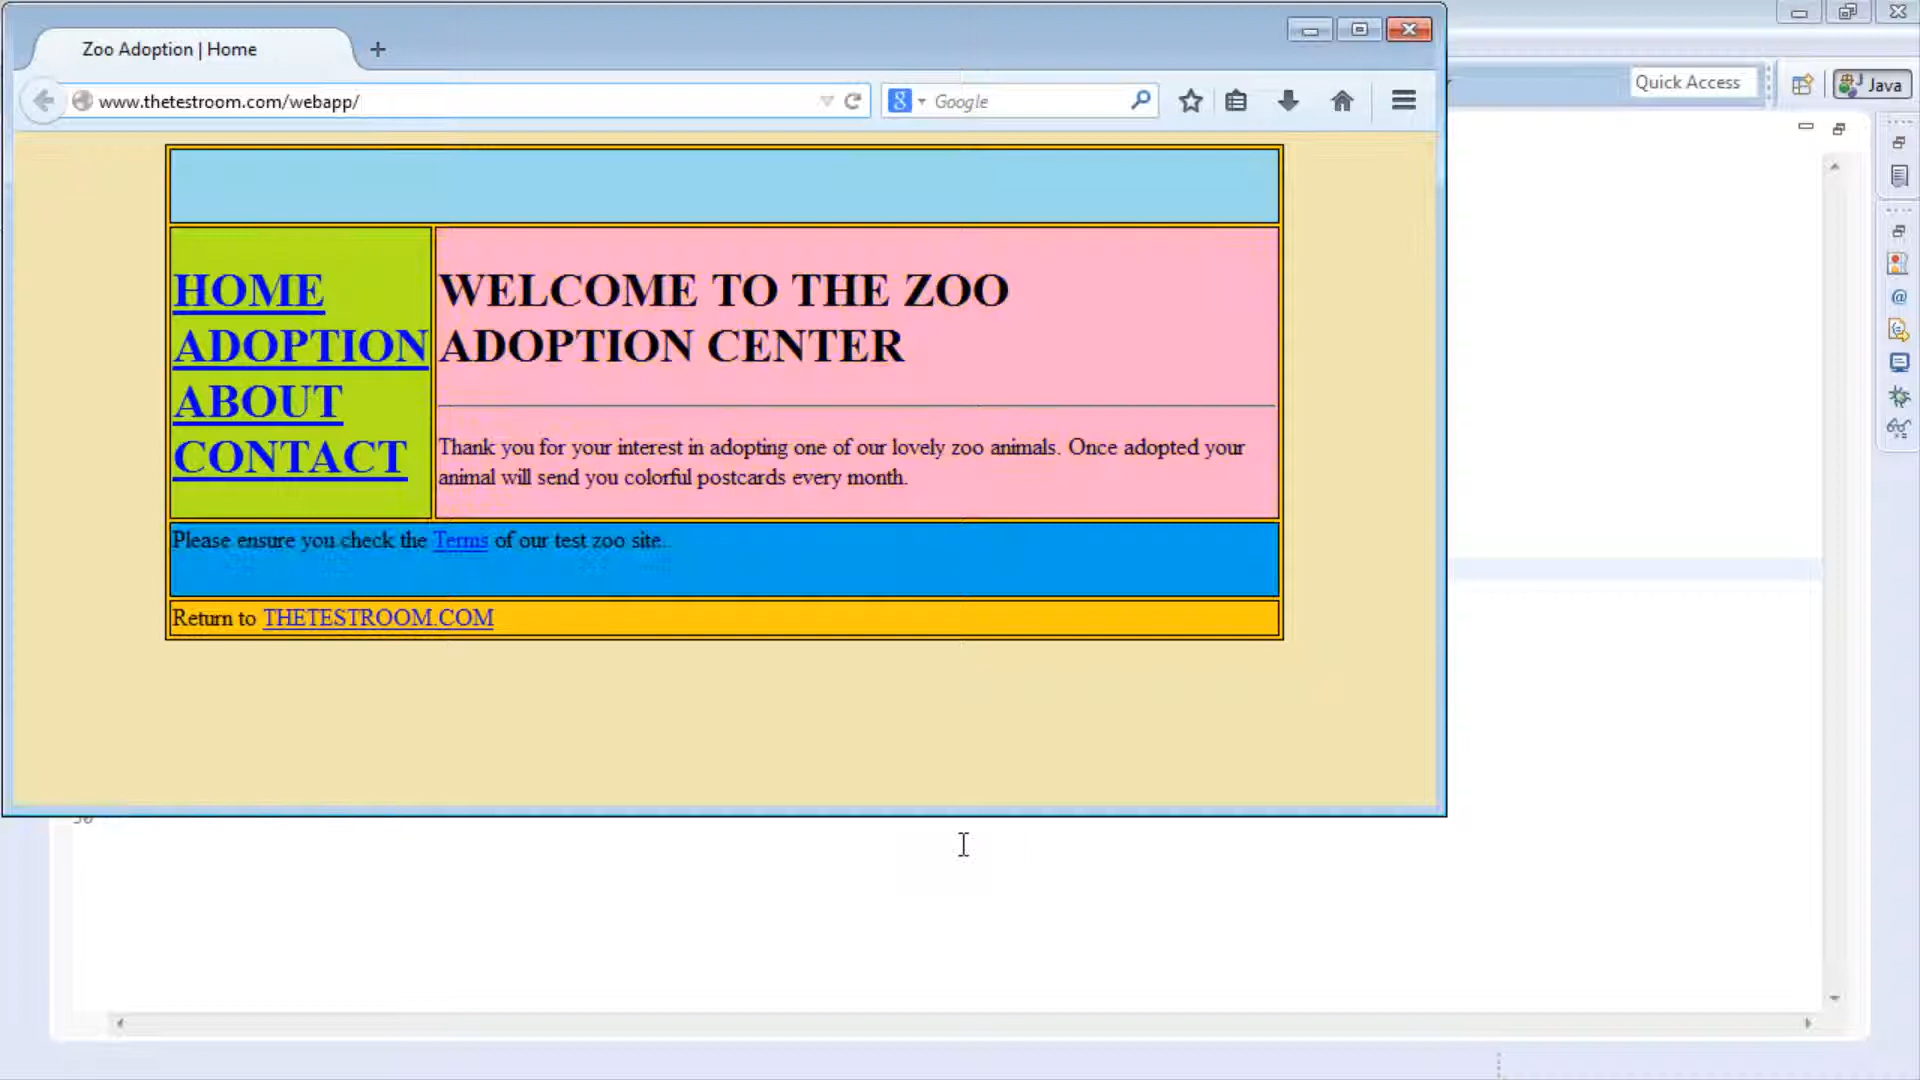 Zoo Adoption | Home
www.thetestroom.com/webapp/
Google
Quick Access
Java
HOME
ADOPTION
ABOUT
CONTACT
WELCOME TO THE ZOO
ADOPTION CENTER
Thank you for your interest in adopting one of our lovely zoo animals. Once adopted your
animal will send you colorful postcards every month.
Please ensure you check the Terms of our test zoo site.
Return to THETESTROOM.COM